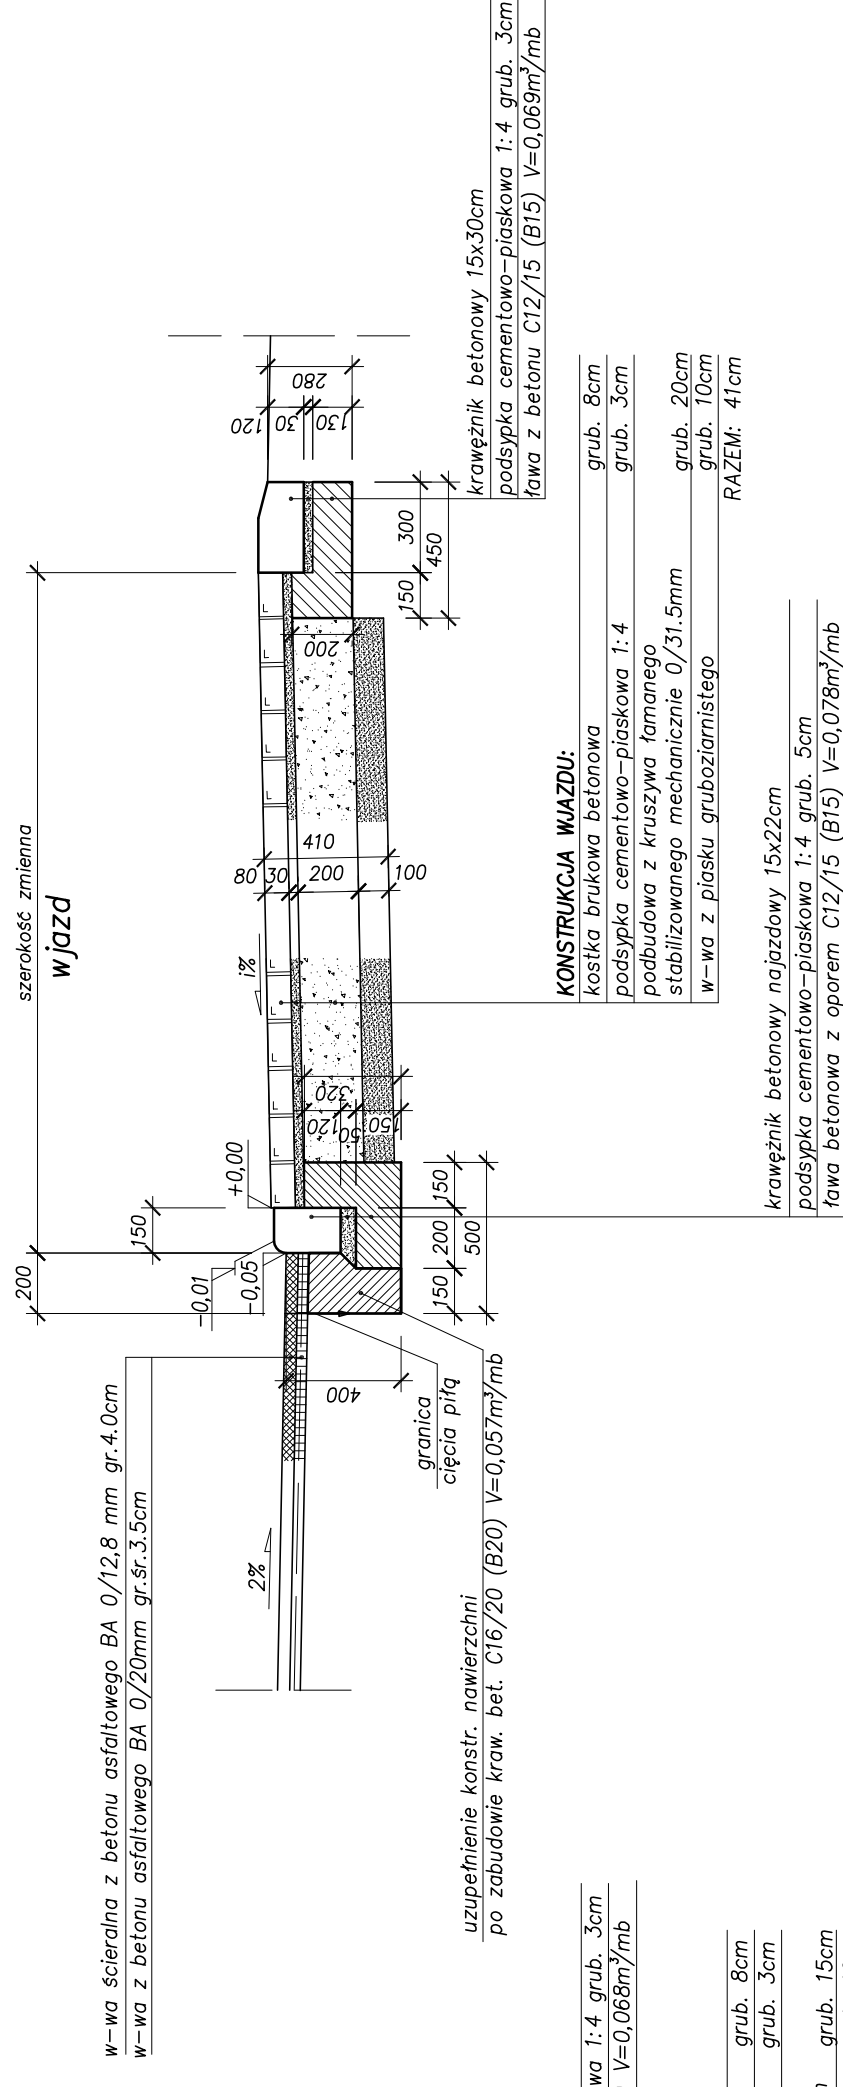 szerokość zmienna
wjazd
200
150
+0,00
-0,01
-0,05
i%
2%
w-wa ścieralna z betonu asfaltowego BA 0/12,8 mm gr.4.0cm
w-wa z betonu asfaltowego BA 0/20mm gr.śr.3.5cm
80
30
200
100
410
200
320
120
50
150
400
120
30
130
280
150
300
450
150
200
150
500
granica
cięcia piłą
uzupełnienie konstr. nawierzchni
po zabudowie kraw. bet. C16/20 (B20) V=0,057m³/mb
krawężnik betonowy 15x30cm
podsypka cementowo-piaskowa 1:4 grub. 3cm
ława z betonu C12/15 (B15) V=0,069m³/mb
KONSTRUKCJA WJAZDU:
kostka brukowa betonowa grub. 8cm
podsypka cementowo-piaskowa 1:4 grub. 3cm
podbudowa z kruszywa łamanego
stabilizowanego mechanicznie 0/31.5mm grub. 20cm
w-wa z piasku gruboziarnistego grub. 10cm
RAZEM: 41cm
krawężnik betonowy najazdowy 15x22cm
podsypka cementowo-piaskowa 1:4 grub. 5cm
ława betonowa z oporem C12/15 (B15) V=0,078m³/mb
wa 1:4 grub. 3cm
V=0,068m³/mb
grub. 8cm
grub. 3cm
grub. 15cm